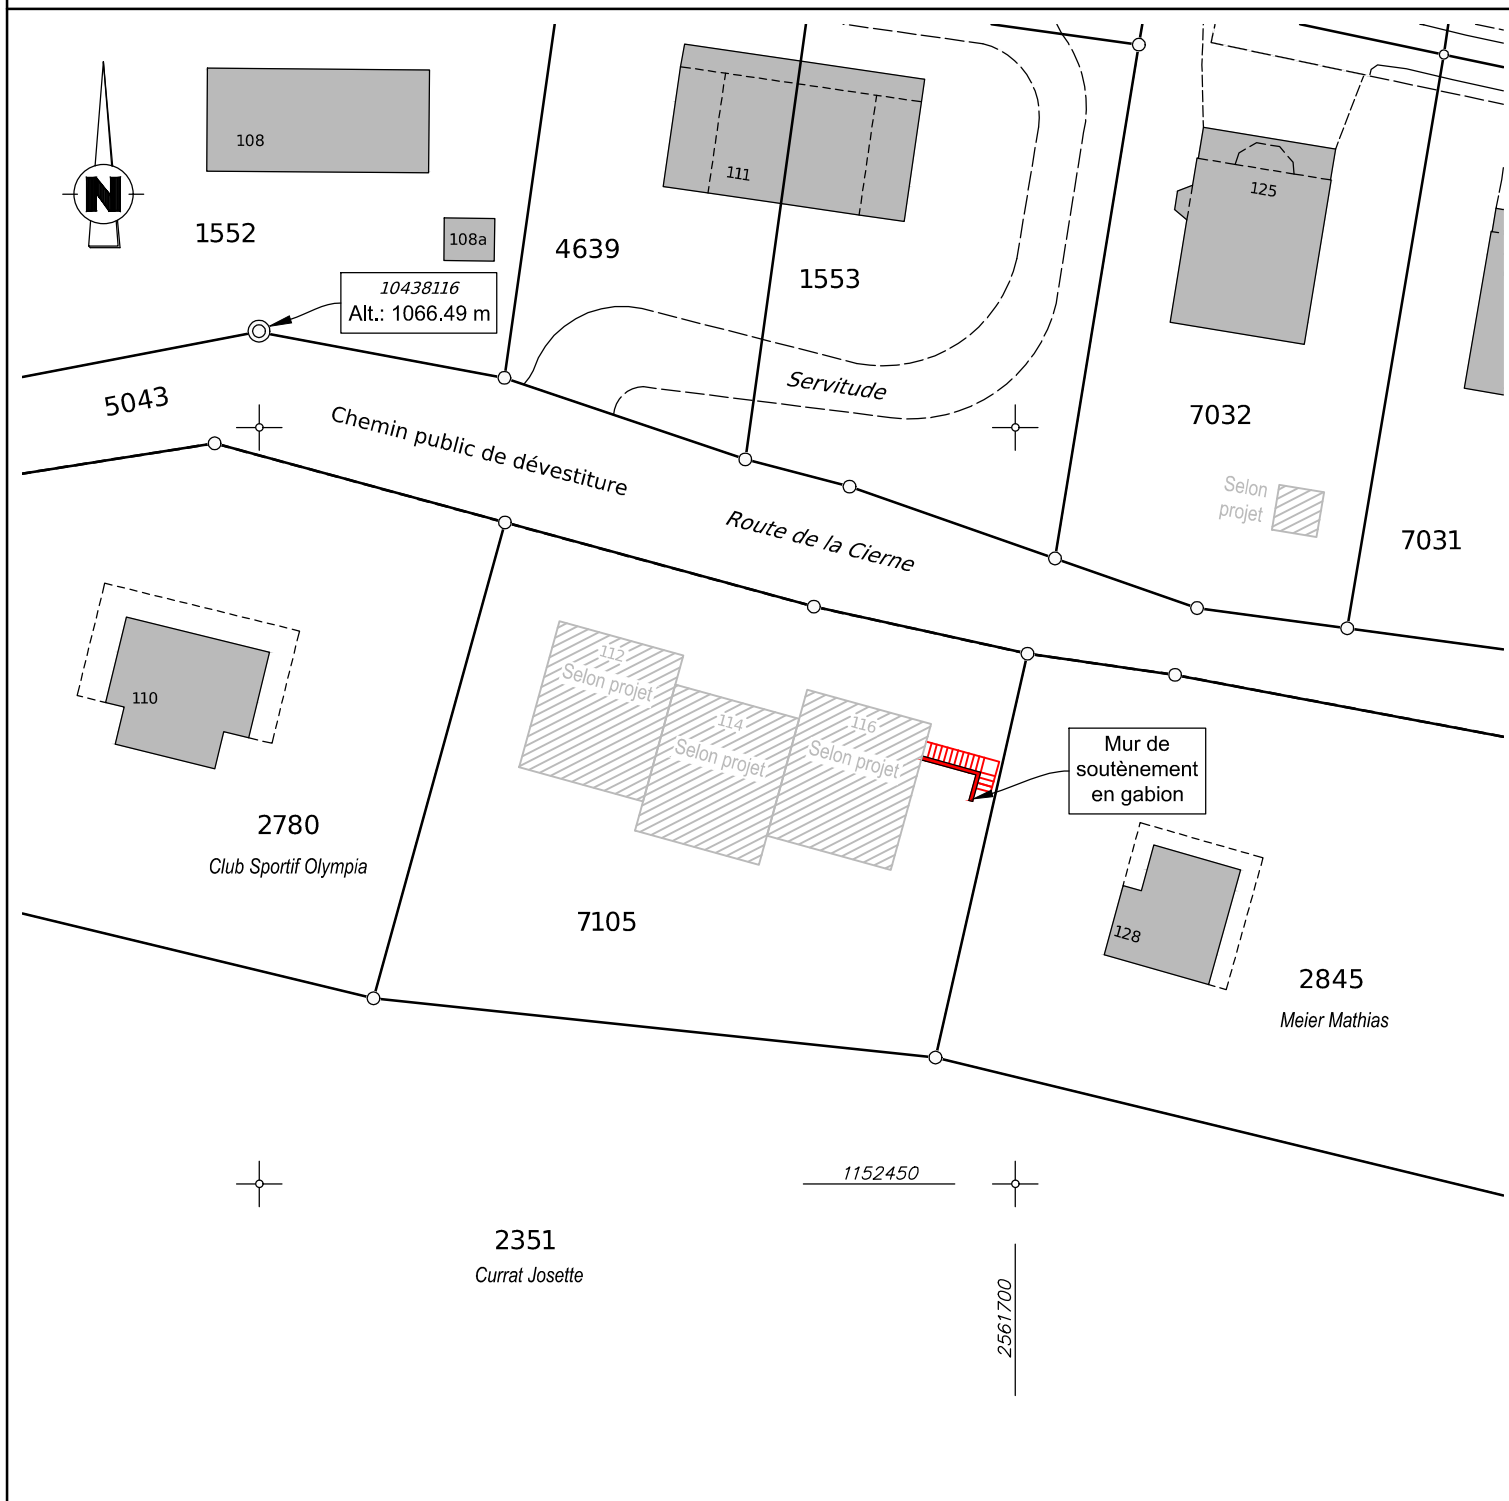 108
111
125
N
1552
108a
4639
1553
10438116
Alt.: 1066.49 m
5043
Servitude
7032
Chemin public de dévestiture
Selon
projet
Route de la Cierne
7031
112
Selon projet
110
114
Selon projet
116
Selon projet
Mur de
soutènement
en gabion
2780
Club Sportif Olympia
7105
128
2845
Meier Mathias
1152450
2351
Currat Josette
2561700